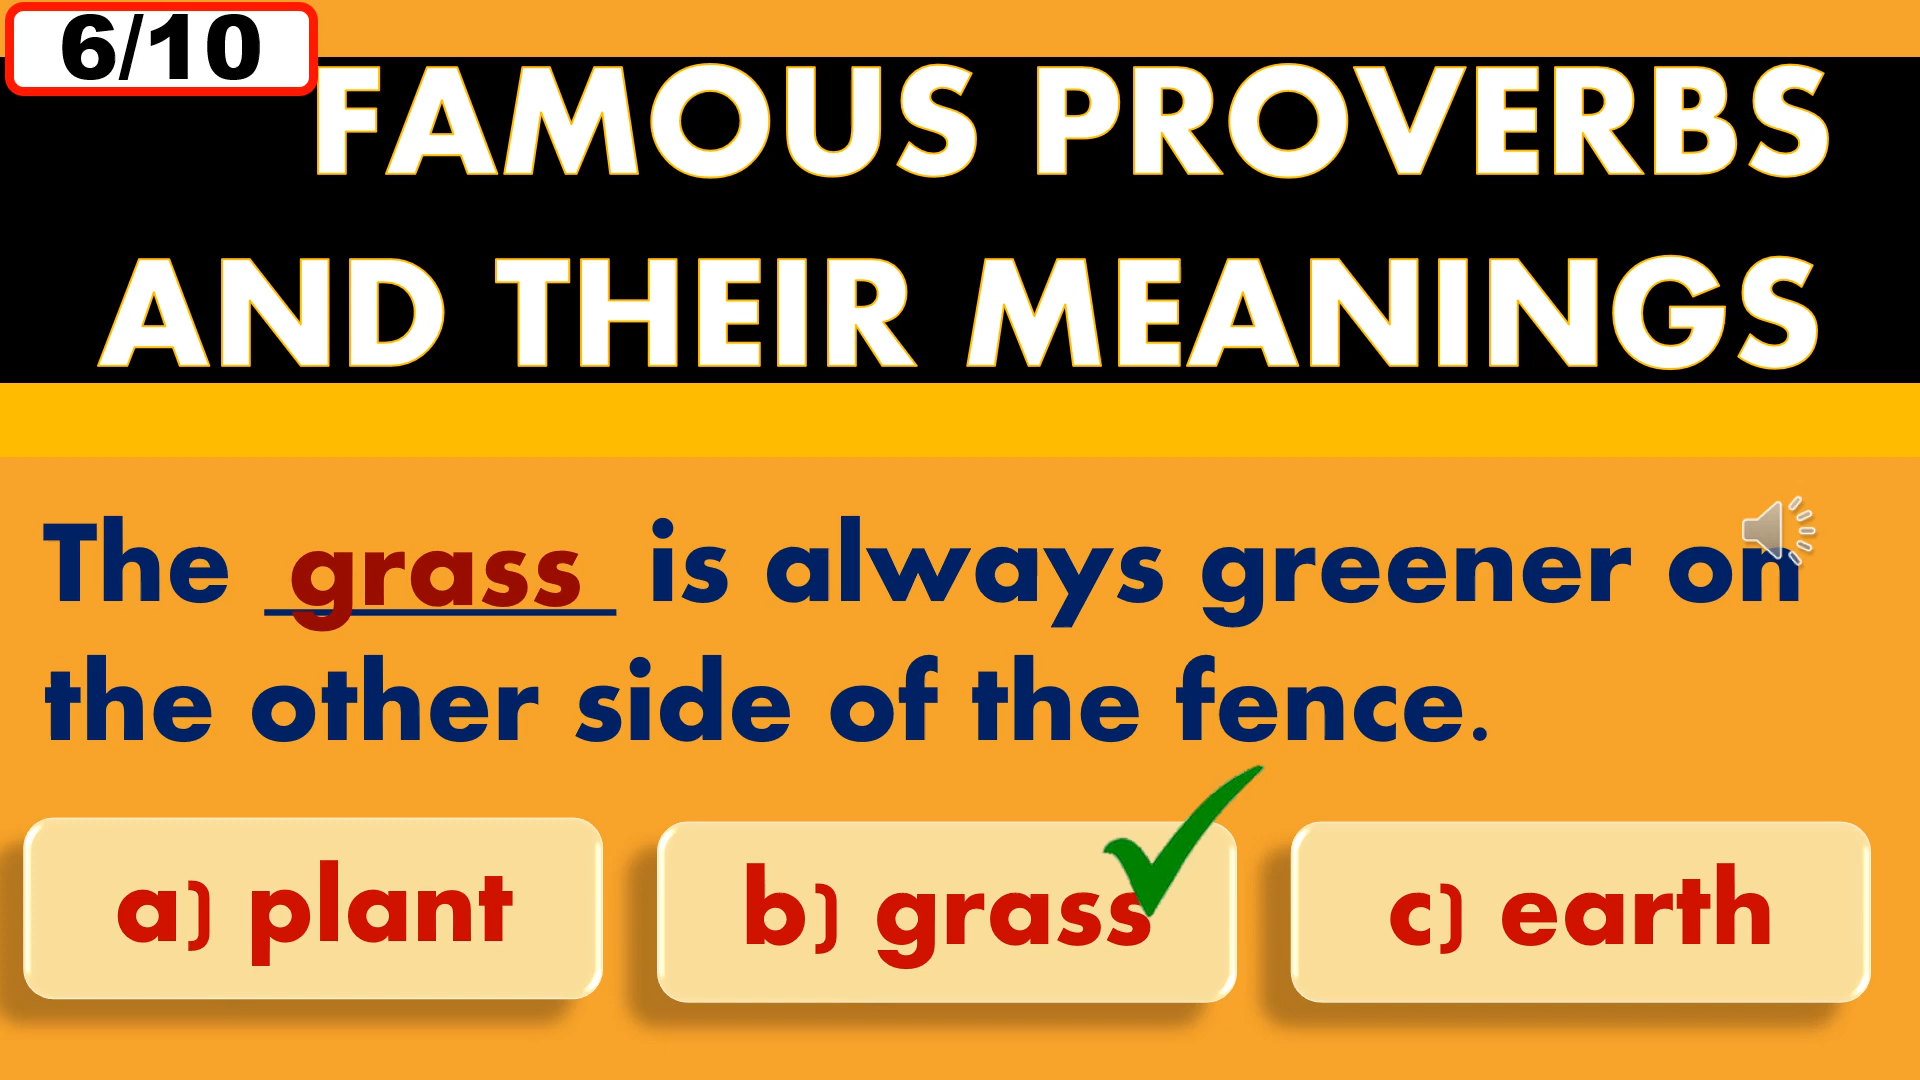 6/10
FAMOUS PROVERBS
AND THEIR MEANINGS
The grass is always greener on
the other side of the fence.
a) plant
b) grass
c) earth